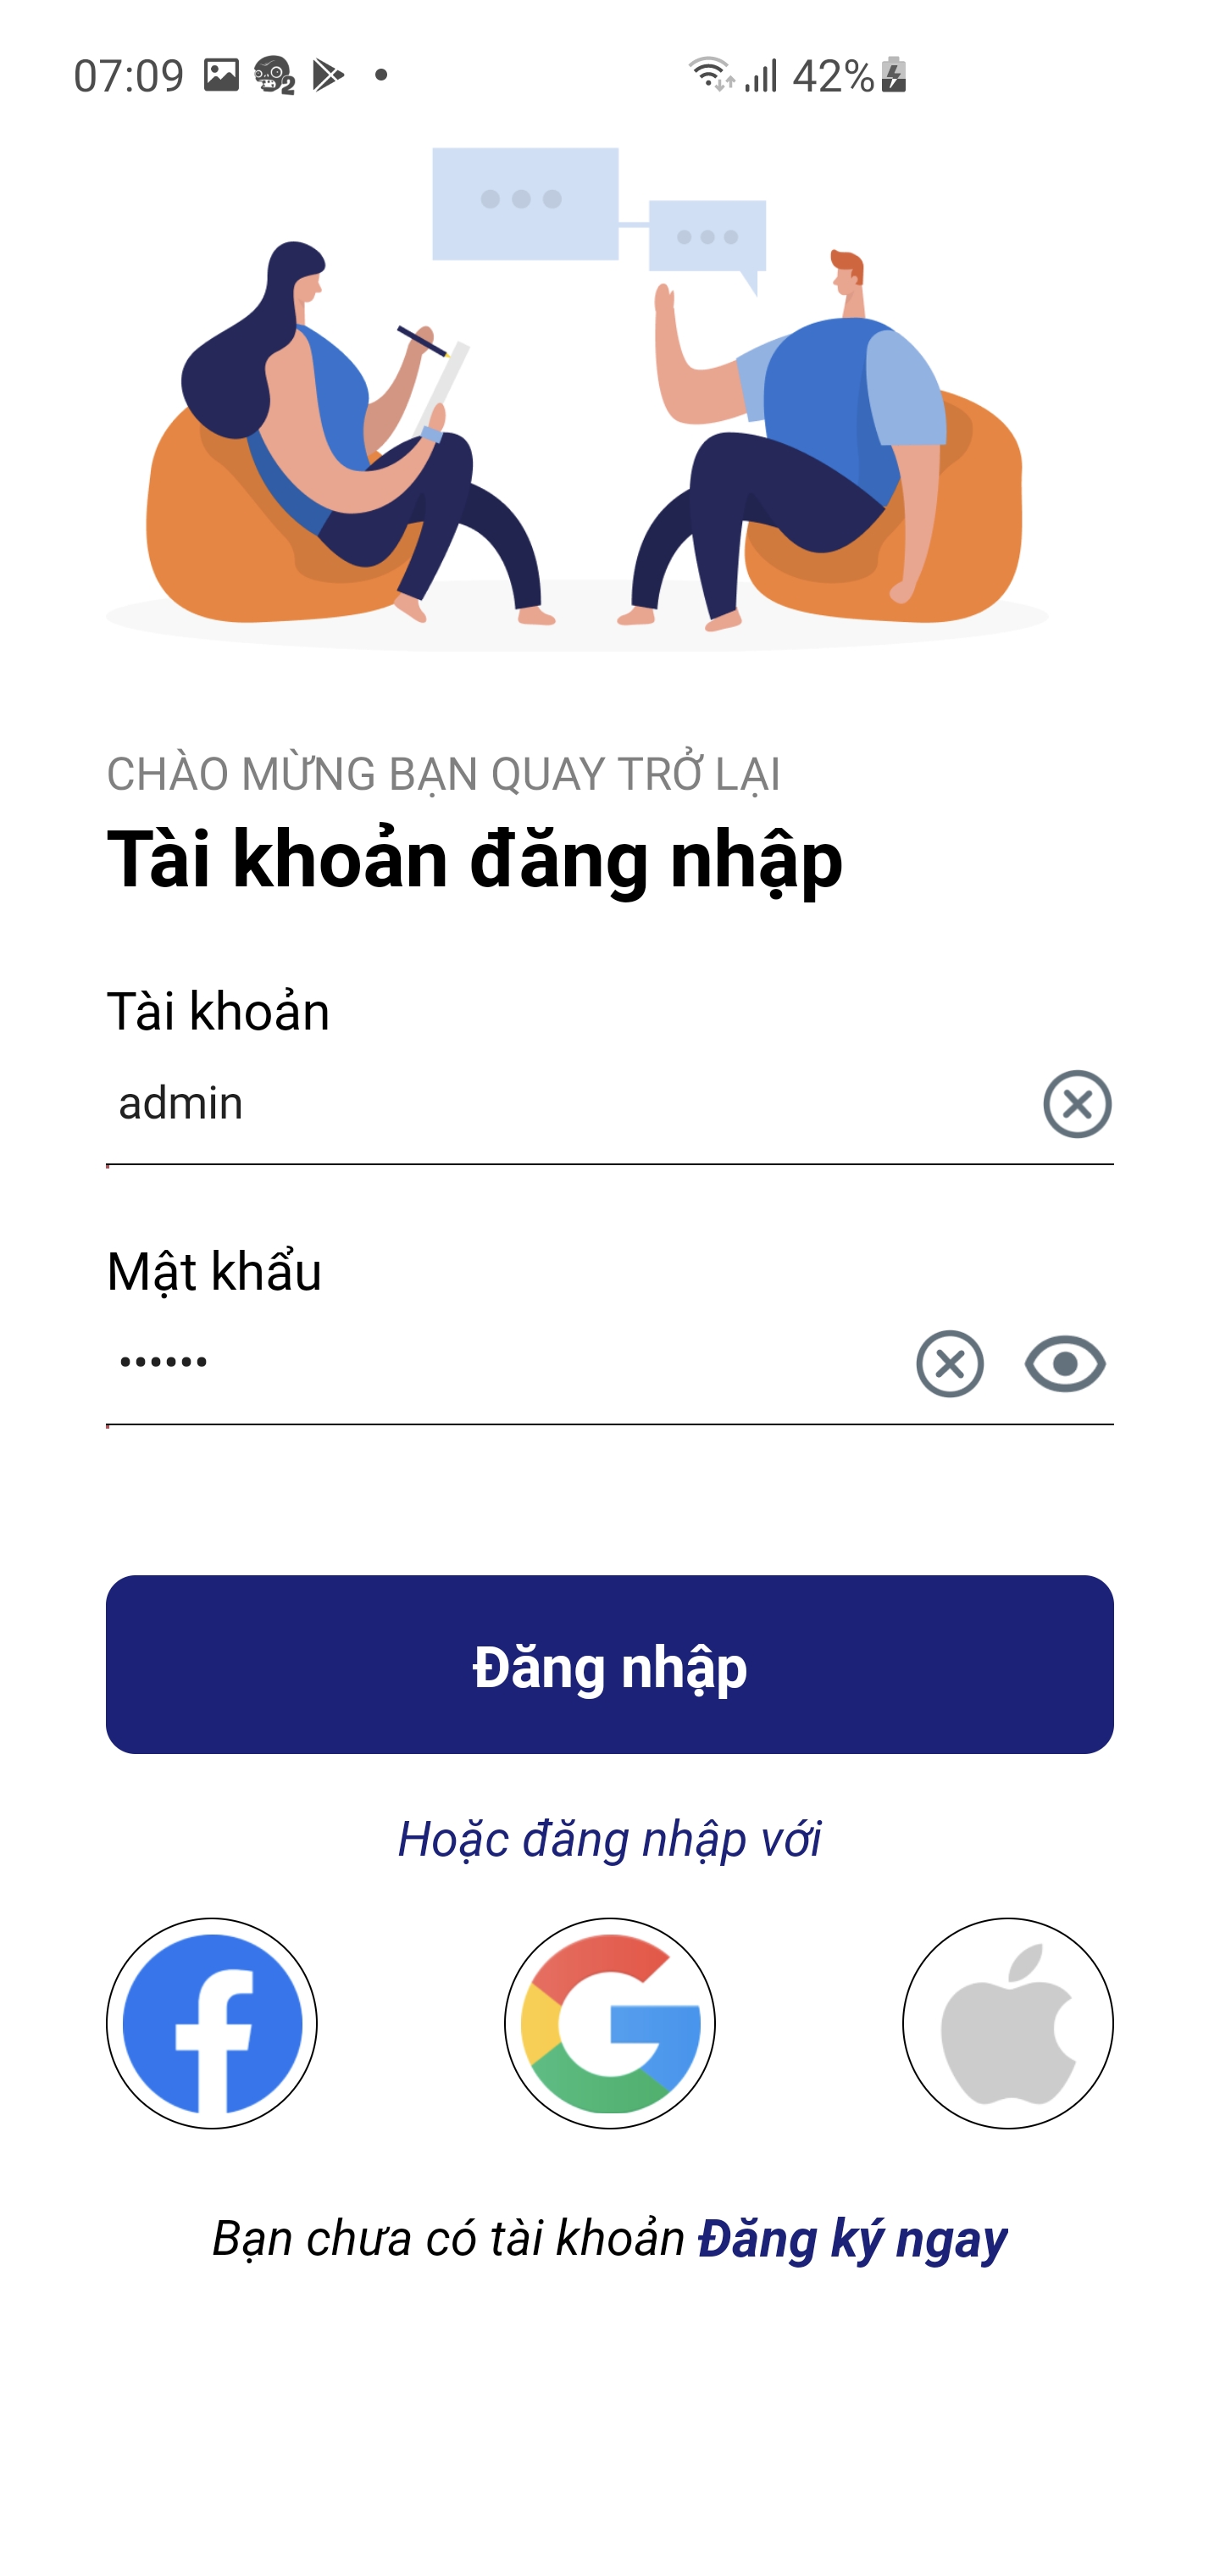 07:09 42%
CHÀO MỪNG BẠN QUAY TRỞ LẠI
Tài khoản đăng nhập
Tài khoản
admin
Mật khẩu
••••••
Đăng nhập
Hoặc đăng nhập với
Bạn chưa có tài khoản Đăng ký ngay